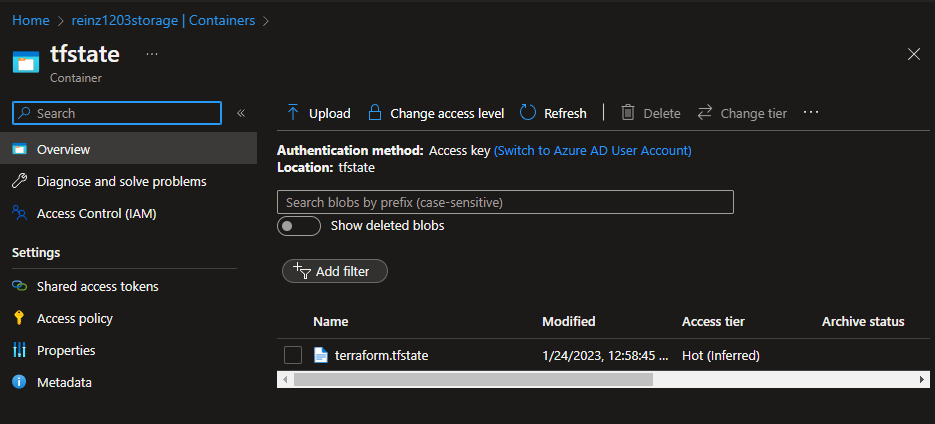 Home > reinz1203storage | Containers >
tfstate ...
Container
Search «
Overview
Diagnose and solve problems
Access Control (IAM)
Settings
Shared access tokens
Access policy
Properties
Metadata
Upload Change access level Refresh Delete Change tier ...
Authentication method: Access key (Switch to Azure AD User Account)
Location: tfstate
Search blobs by prefix (case-sensitive)
Show deleted blobs
Add filter
Name Modified Access tier Archive status
terraform.tfstate 1/24/2023, 12:58:45 ... Hot (Inferred)